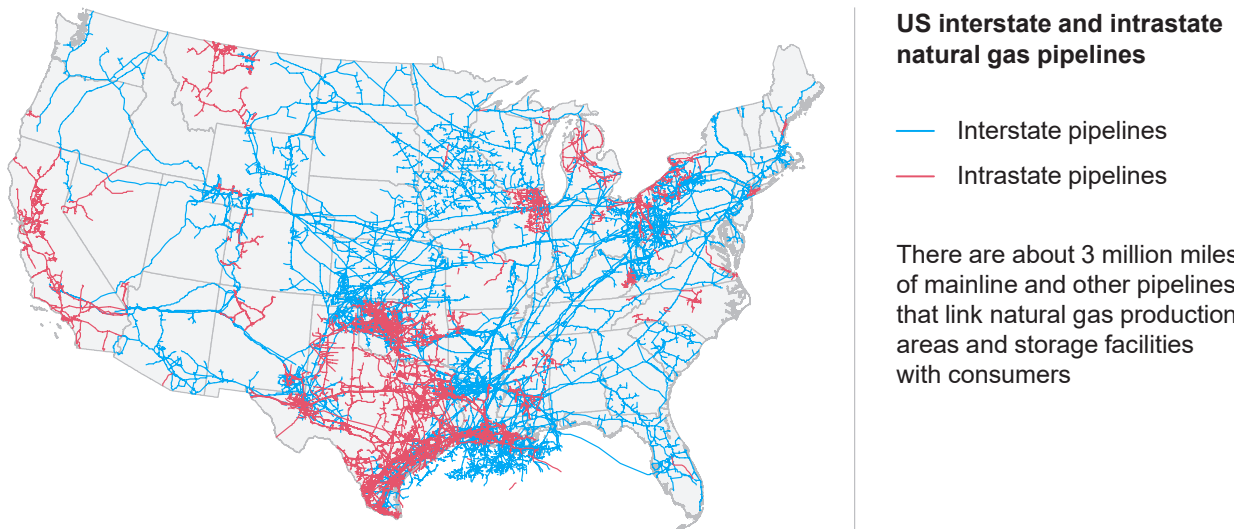 US interstate and intrastate
natural gas pipelines
Interstate pipelines
Intrastate pipelines
There are about 3 million miles
of mainline and other pipelines
that link natural gas production
areas and storage facilities
with consumers